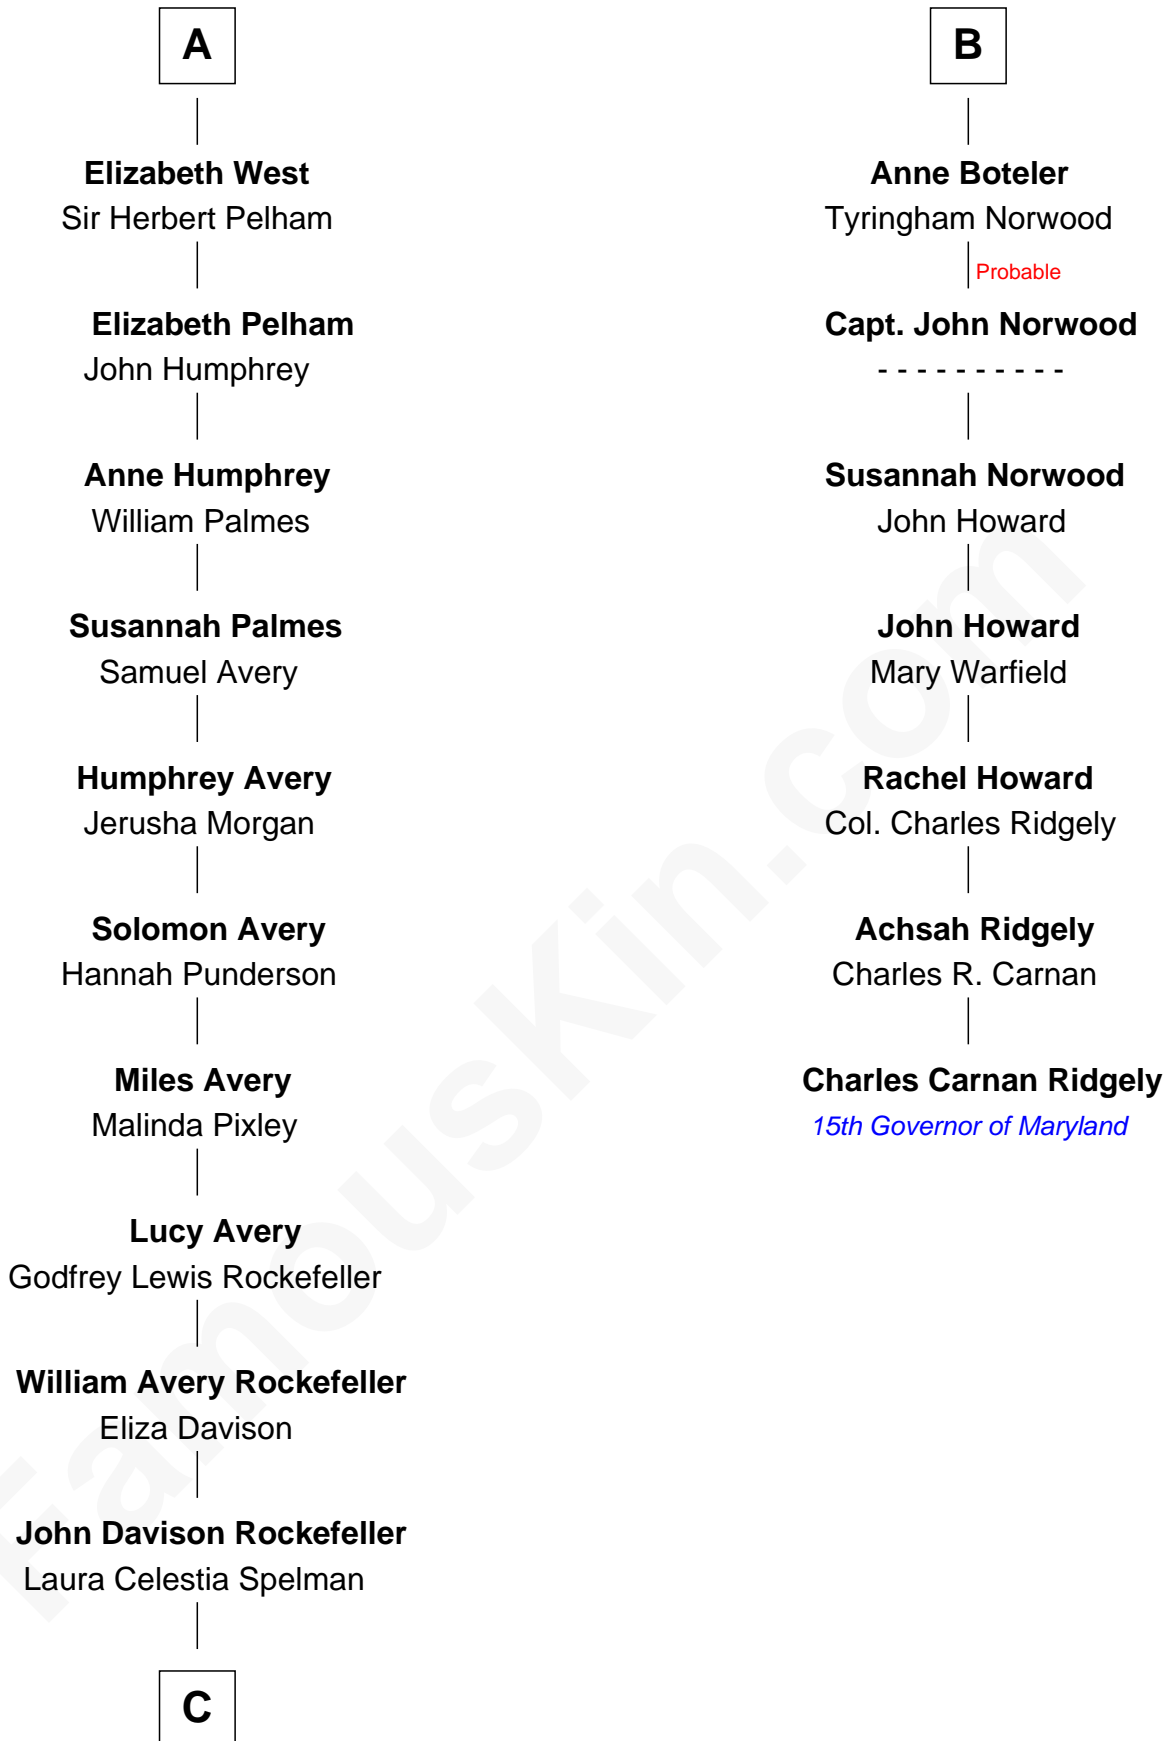 A
Elizabeth West
Sir Herbert Pelham
Elizabeth Pelham
John Humphrey
Anne Humphrey
William Palmes
Susannah Palmes
Samuel Avery
Humphrey Avery
Jerusha Morgan
Solomon Avery
Hannah Punderson
Miles Avery
Malinda Pixley
Lucy Avery
Godfrey Lewis Rockefeller
William Avery Rockefeller
Eliza Davison
John Davison Rockefeller
Laura Celestia Spelman
C
B
Anne Boteler
Tyringham Norwood
Probable
Capt. John Norwood
- - - - - - - - - -
Susannah Norwood
John Howard
John Howard
Mary Warfield
Rachel Howard
Col. Charles Ridgely
Achsah Ridgely
Charles R. Carnan
Charles Carnan Ridgely
15th Governor of Maryland
FamousKin.com